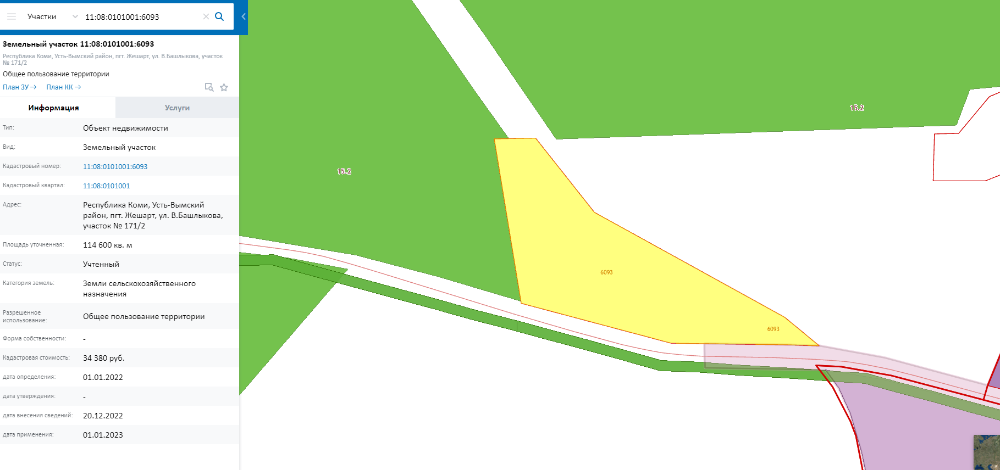 Участки
11:08:0101001:6093
Земельный участок 11:08:0101001:6093
Республика Коми, Усть-Вымский район, пгт. Жешарт, ул. В.Башлыкова, участок
№ 171/2
Общее пользование территории
План ЗУ →
План КК →
Информация
Услуги
Тип:
Объект недвижимости
Вид:
Земельный участок
Кадастровый номер:
11:08:0101001:6093
Кадастровый квартал:
11:08:0101001
Адрес:
Республика Коми, Усть-Вымский
район, пгт. Жешарт, ул. В.Башлыкова,
участок № 171/2
Площадь уточненная:
114 600 кв. м
Статус:
Учтенный
Категория земель:
Земли сельскохозяйственного
назначения
Разрешенное
использование:
Общее пользование территории
Форма собственности:
-
Кадастровая стоимость:
34 380 руб.
дата определения:
01.01.2022
дата утверждения:
-
дата внесения сведений:
20.12.2022
дата применения:
01.01.2023
15.2
15.2
6093
6093